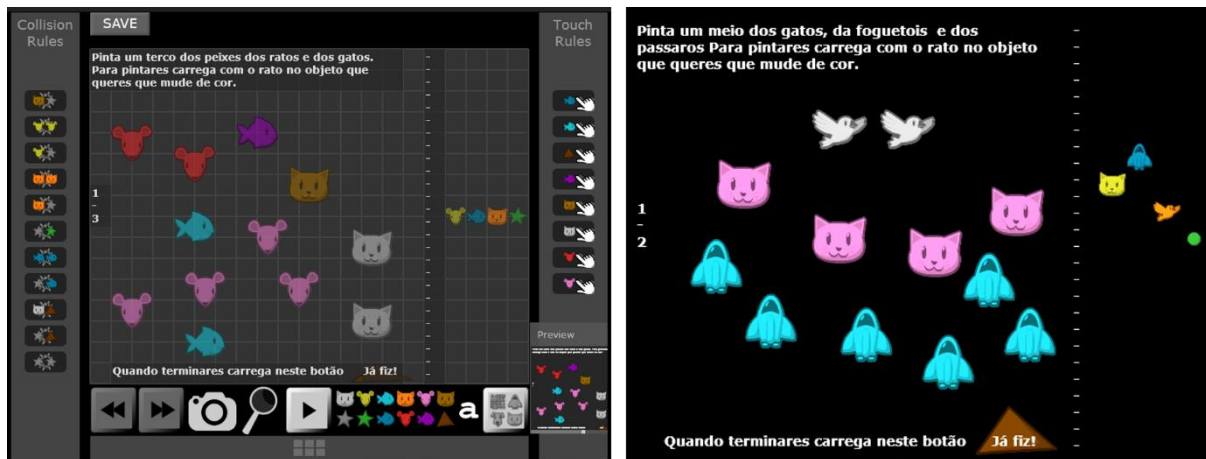 Collision
Rules
SAVE
Touch
Rules
Pinta um terco dos peixes dos ratos e dos gatos.
Para pintares carrega com o rato no objeto que
queres que mude de cor.
1
-
3
Preview
Quando terminares carrega neste botão Já fiz!
a
Pinta um meio dos gatos, da foguetois e dos
passaros Para pintares carrega com o rato no objeto
que queres que mude de cor.
1
-
2
Quando terminares carrega neste botão Já fiz!